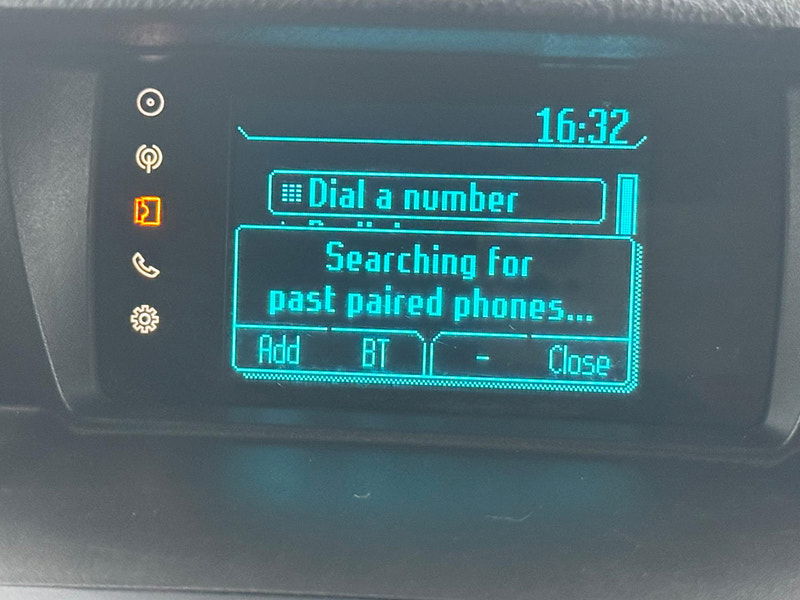 16:32
Dial a number
Searching for
past paired phones...
Add BT - Close